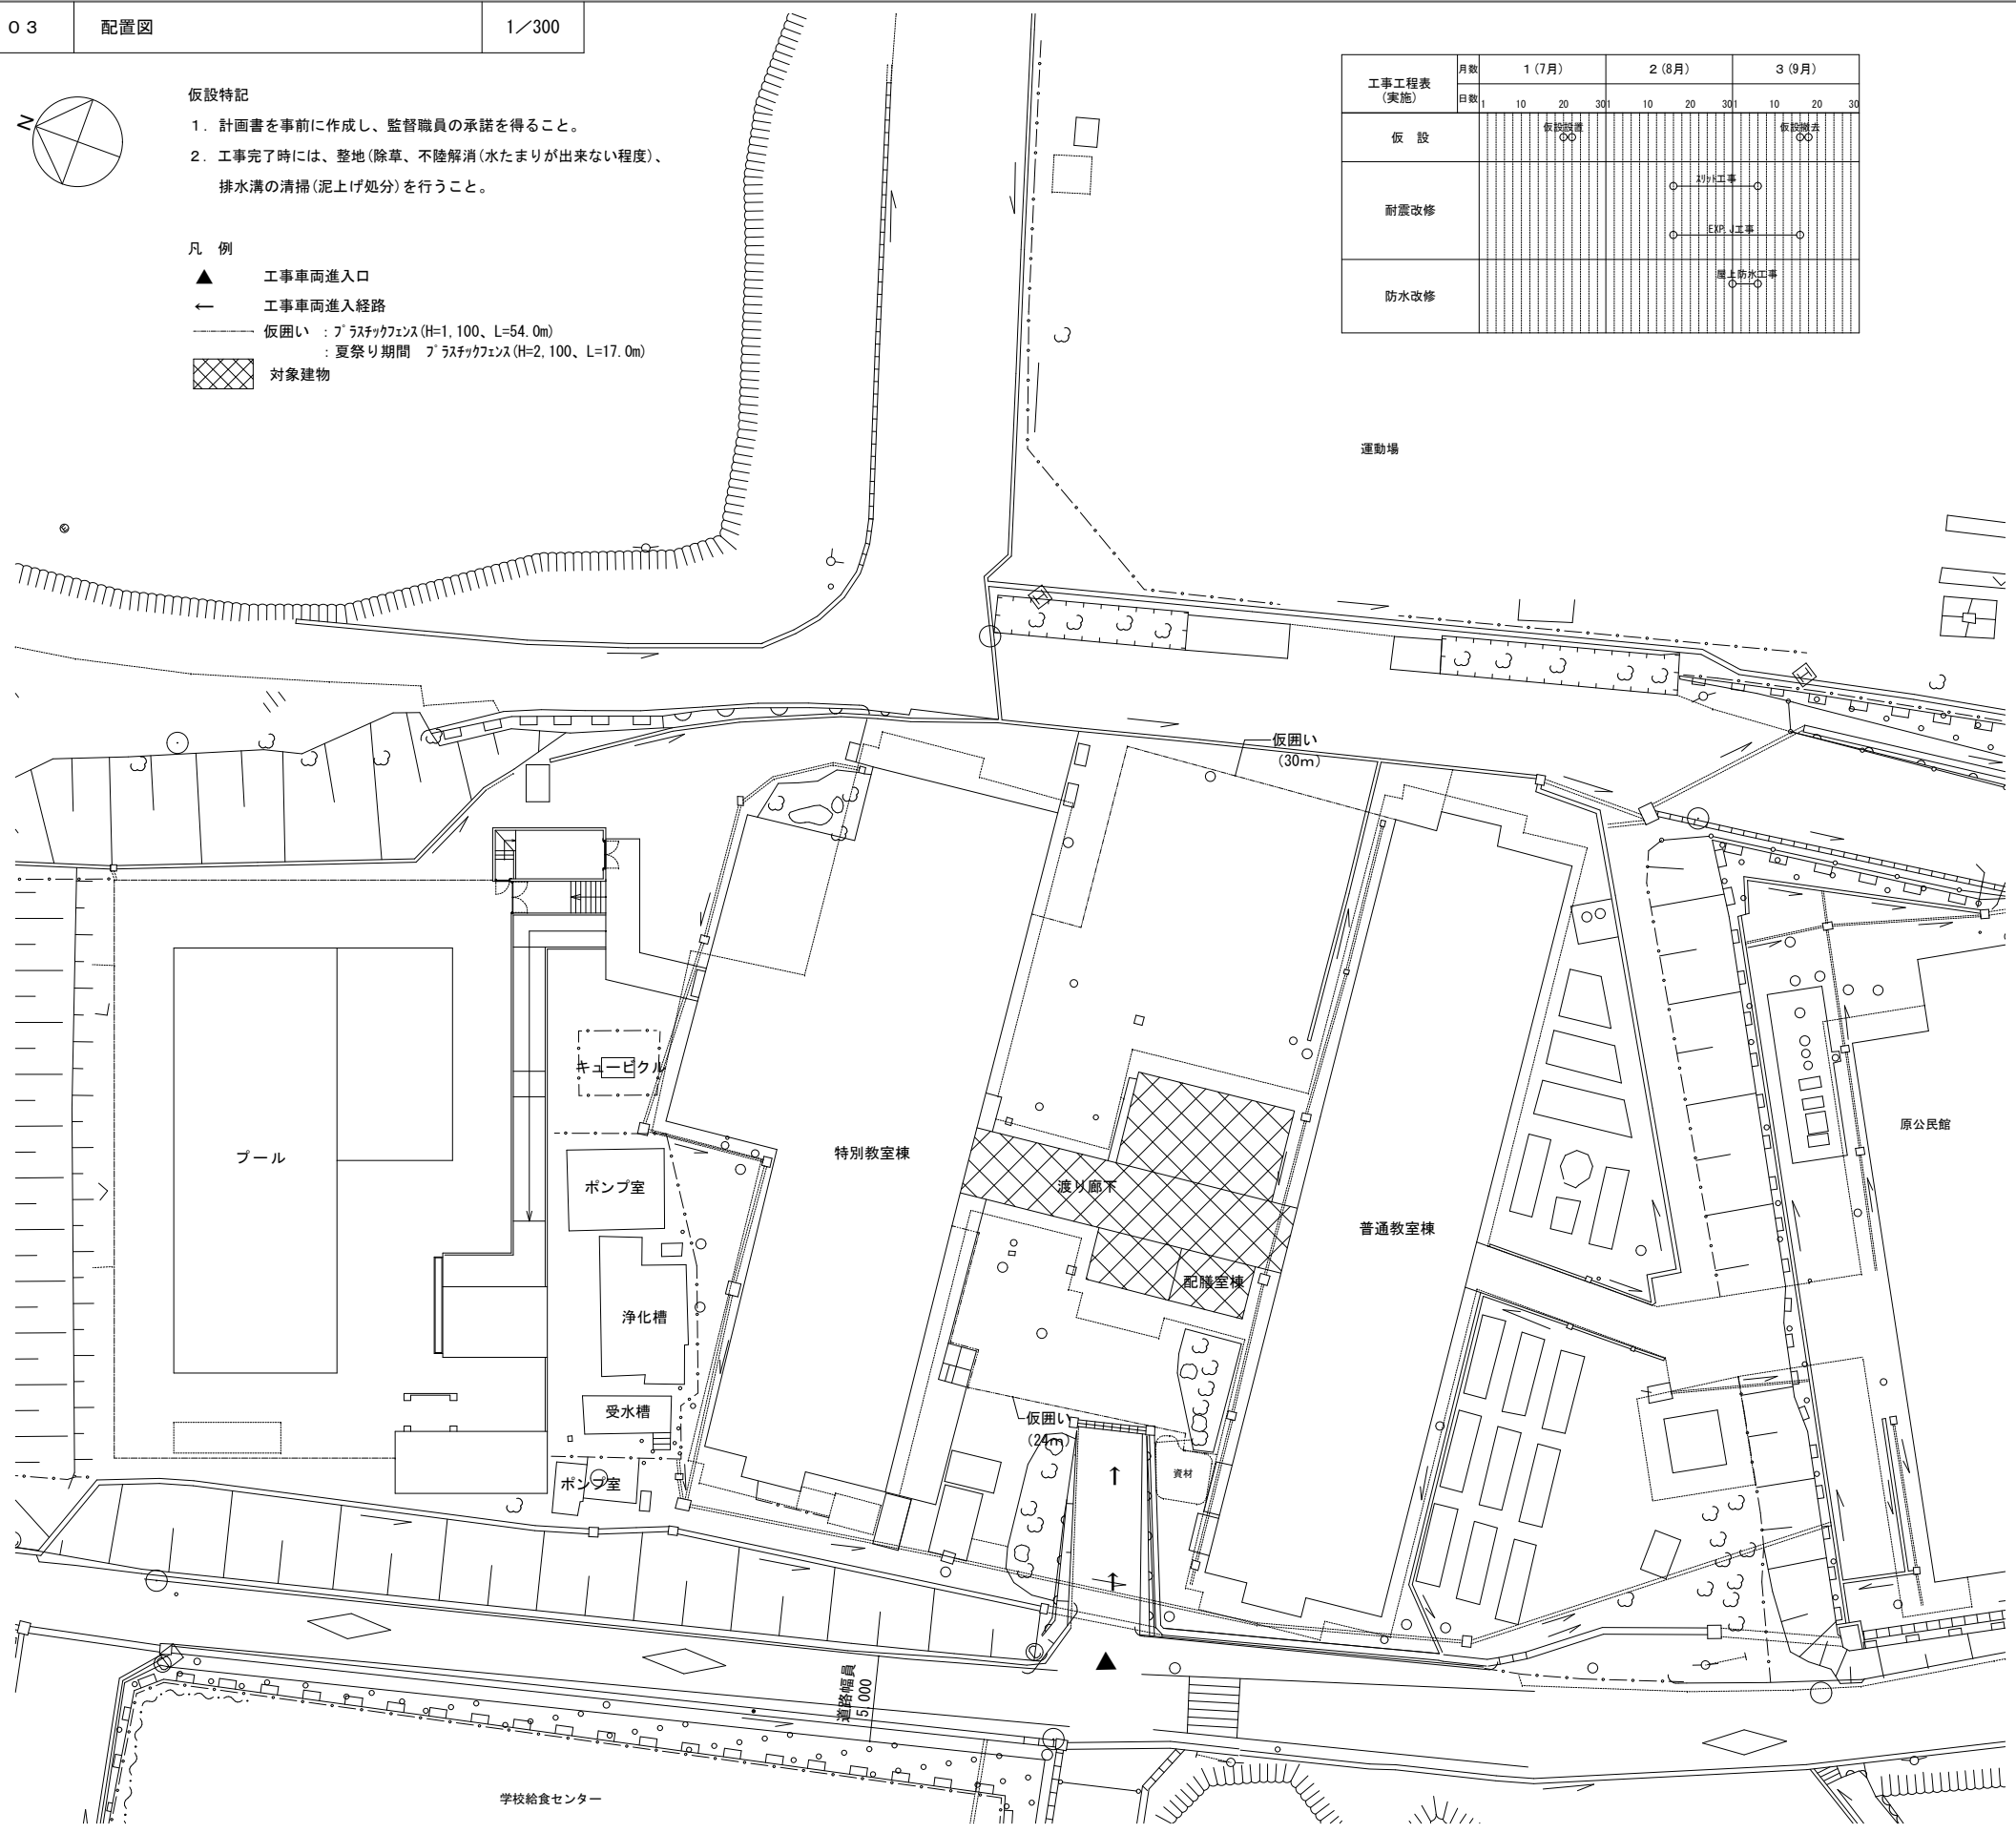 03 配置図 1/300
N
仮設特記
1. 計画書を事前に作成し、監督職員の承諾を得ること。
2. 工事完了時には、整地(除草、不陸解消(水たまりが出来ない程度)、
排水溝の清掃(泥上げ処分)を行うこと。
凡 例
▲ 工事車両進入口
← 工事車両進入経路
仮囲い :プラスチックフェンス(H=1,100、L=54.0m)
:夏祭り期間 プラスチックフェンス(H=2,100、L=17.0m)
対象建物
工事工程表
(実施)
月数 1(7月) 2(8月) 3(9月)
日数 1 10 20 30 1 10 20 30 1 10 20 30
仮 設 仮設設置 仮設撤去
耐震改修 スリット工事
EXP.J工事
防水改修 屋上防水工事
運動場
仮囲い
(30m)
キュービクル
プール
ポンプ室
特別教室棟
渡り廊下
普通教室棟
原公民館
配膳室棟
浄化槽
受水槽
仮囲い
(24m)
資材
ポンプ室
道路幅員
5,000
学校給食センター